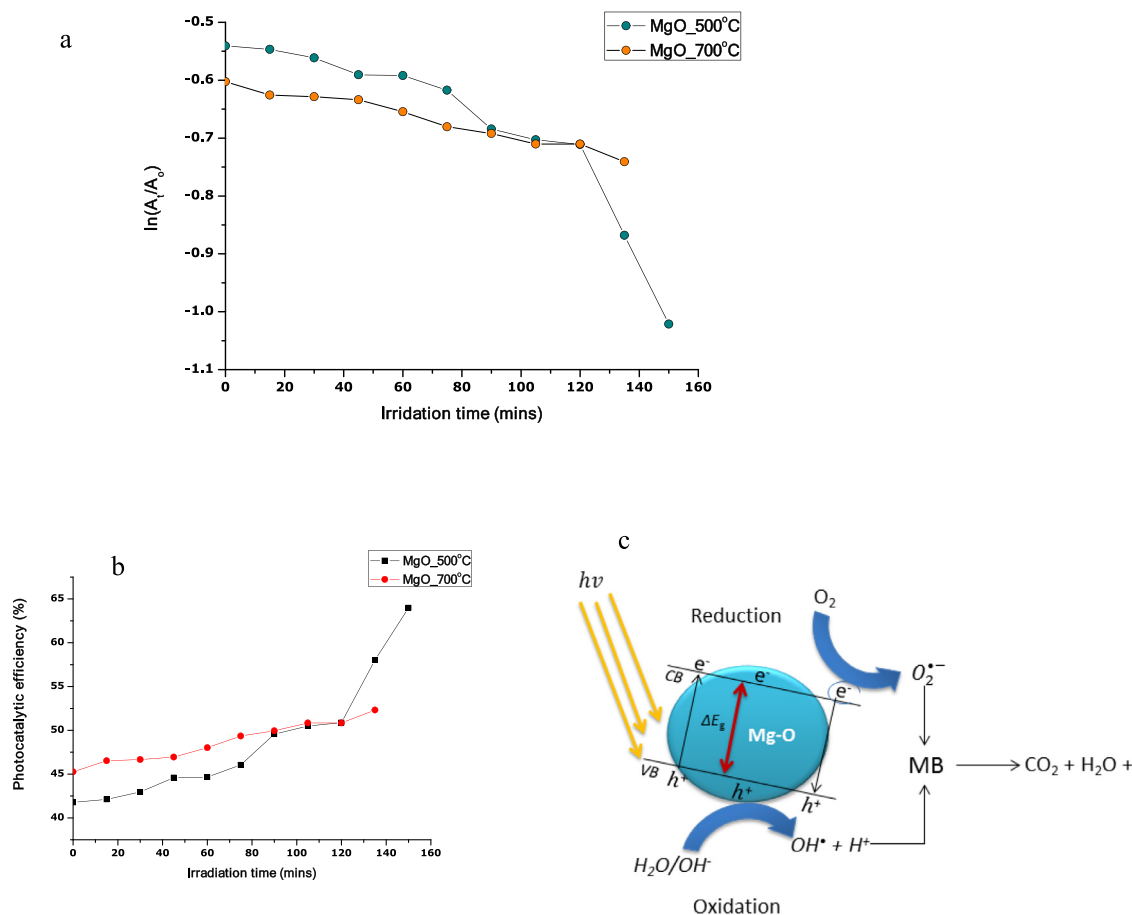 a
MgO_500°C
MgO_700°C
-0.5
-0.6
-0.7
-0.8
-0.9
-1.0
-1.1
ln(Aₜ/Aₒ)
0 20 40 60 80 100 120 140 160
Irridation time (mins)
b
MgO_500°C
MgO_700°C
65
60
55
50
45
40
Photocatalytic efficiency (%)
0 20 40 60 80 100 120 140 160
Irradiation time (mins)
c
hv
Reduction
O₂
O₂•−
CB e- e- e-
ΔEg
Mg-O
VB h+ h+ h+
MB
CO₂ + H₂O +
OH• + H+
H₂O/OH-
Oxidation